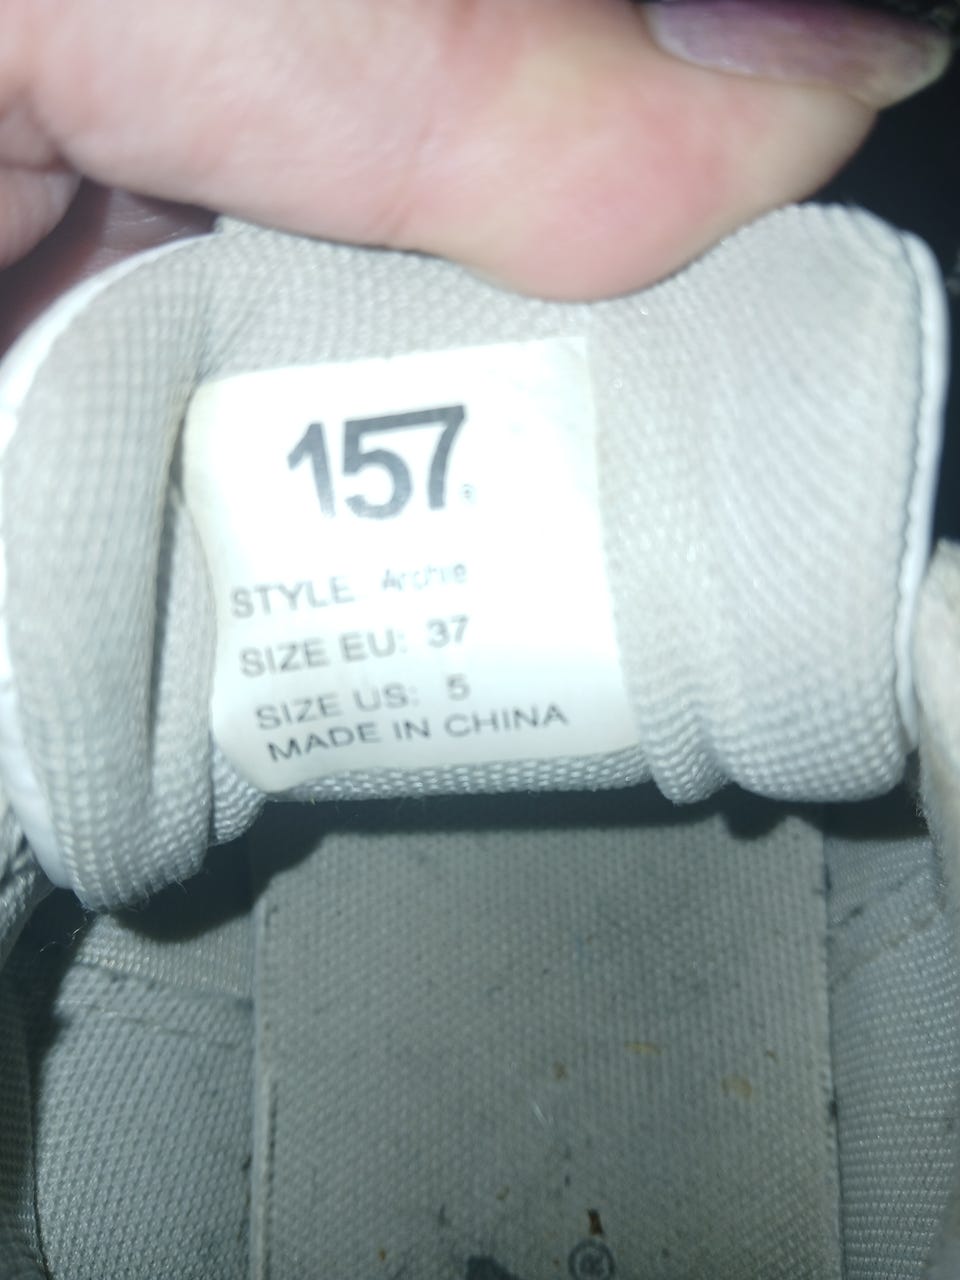 157®
STYLE Archie
SIZE EU: 37
SIZE US: 5
MADE IN CHINA
®